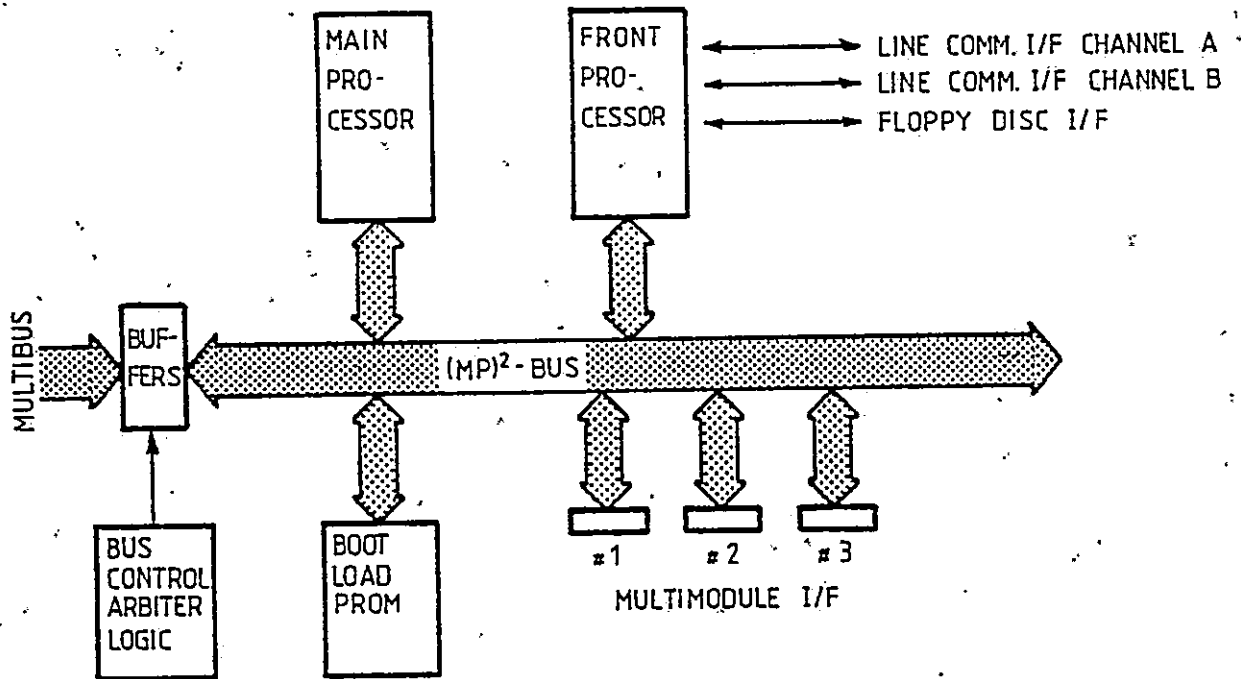 MAIN
PRO-
CESSOR
FRONT
PRO-
CESSOR
LINE COMM. I/F CHANNEL A
LINE COMM. I/F CHANNEL B
FLOPPY DISC I/F
MULTIBUS
BUF-
FERS
(MP)²-BUS
BUS
CONTROL
ARBITER
LOGIC
BOOT
LOAD
PROM
#1
#2
#3
MULTIMODULE I/F